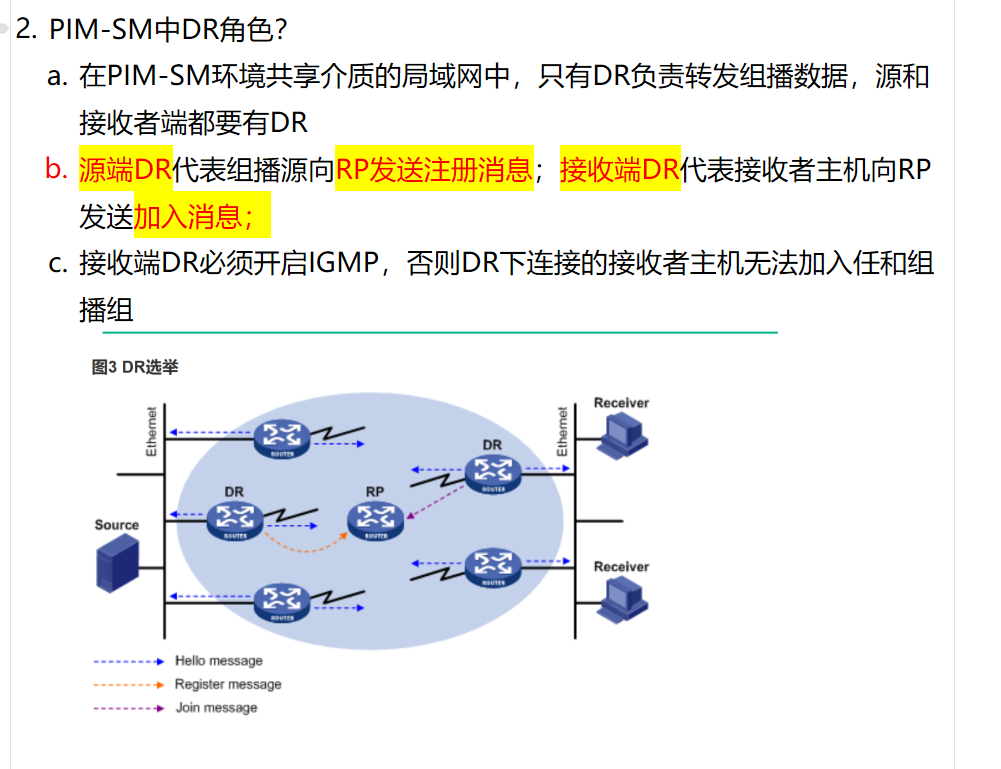 2. PIM-SM中DR角色?
a. 在PIM-SM环境共享介质的局域网中，只有DR负责转发组播数据，源和
接收者端都要有DR
b. 源端DR代表组播源向RP发送注册消息；接收端DR代表接收者主机向RP
发送加入消息；
c. 接收端DR必须开启IGMP，否则DR下连接的接收者主机无法加入任和组
播组
图3 DR选举
Ethernet
ROUTER
Ethernet
Receiver
DR
ROUTER
DR
ROUTER
RP
ROUTER
Source
ROUTER
Receiver
ROUTER
Hello message
Register message
Join message